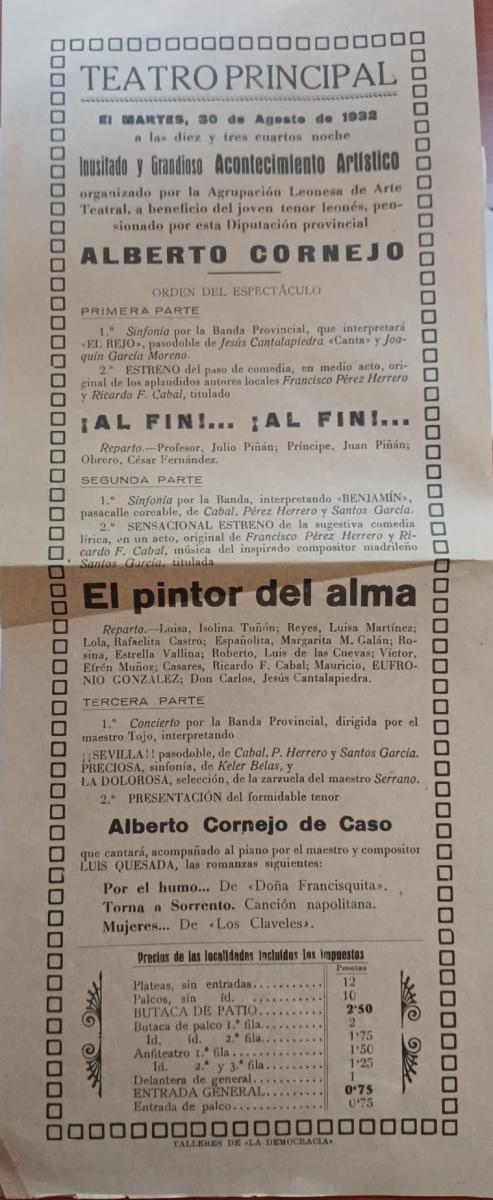 TEATRO PRINCIPAL
El MARTES, 30 de Agosto de 1932
a las diez y tres cuartos noche
Inusitado y Grandioso Acontecimiento Artístico
organizado por la Agrupación Leonesa de Arte
Teatral, a beneficio del joven tenor leonés, pen-
sionado por esta Diputación provincial
ALBERTO CORNEJO
ORDEN DEL ESPECTÁCULO
PRIMERA PARTE
1.º Sinfonía por la Banda Provincial, que interpretará
«EL REJO», pasodoble de Jesús Cantalapiedra «Canta» y Joa-
quín García Moreno.
2.º ESTRENO del paso de comedia, en medio acto, ori-
ginal de los aplaudidos autores locales Francisco Pérez Herrero
y Ricardo F. Cabal, titulado
¡AL FIN!... ¡AL FIN!...
Reparto.—Profesor, Julio Piñán; Príncipe, Juan Piñán;
Obrero, César Fernández.
SEGUNDA PARTE
1.º Sinfonía por la Banda, interpretando «BENJAMÍN»,
pasacalle coreable, de Cabal, Pérez Herrero y Santos García.
2.º SENSACIONAL ESTRENO de la sugestiva comedia
lírica, en un acto, original de Francisco Pérez Herrero y Ri-
cardo F. Cabal, música del inspirado compositor madrileño
Santos García, titulada
El pintor del alma
Reparto.—Luisa, Isolina Tuñón; Reyes, Luisa Martínez;
Lola, Rafaelita Castro; Españolita, Margarita M. Galán; Ro-
sina, Estrella Vallina; Roberto, Luis de las Cuevas; Víctor,
Efrén Muñoz; Casares, Ricardo F. Cabal; Mauricio, EUFRO-
NIO GONZÁLEZ; Don Carlos, Jesús Cantalapiedra.
TERCERA PARTE
1.º Concierto por la Banda Provincial, dirigida por el
maestro Tojo, interpretando
¡¡SEVILLA!! pasodoble, de Cabal, P. Herrero y Santos García.
PRECIOSA, sinfonía, de Keler Belas, y
LA DOLOROSA, selección, de la zarzuela del maestro Serrano.
2.º PRESENTACIÓN del formidable tenor
Alberto Cornejo de Caso
que cantará, acompañado al piano por el maestro y compositor
LUIS QUESADA, las romanzas siguientes:
Por el humo... De «Doña Francisquita».
Torna a Sorrento. Canción napolitana.
Mujeres... De «Los Claveles».
Precios de las localidades incluídos los impuestos
Pesetas
Plateas, sin entradas........... 12
Palcos, sin íd. ........... 10
BUTACA DE PATIO........... 2'50
Butaca de palco 1.ª fila........... 2
Id. íd. 2.ª fila........... 1'75
Anfiteatro 1.ª fila........... 1'50
Id. 2.ª y 3.ª fila........... 1'25
Delantera de general........... 1
ENTRADA GENERAL........... 0'75
Entrada de palco........... 0'75
TALLERES DE «LA DEMOCRACIA»